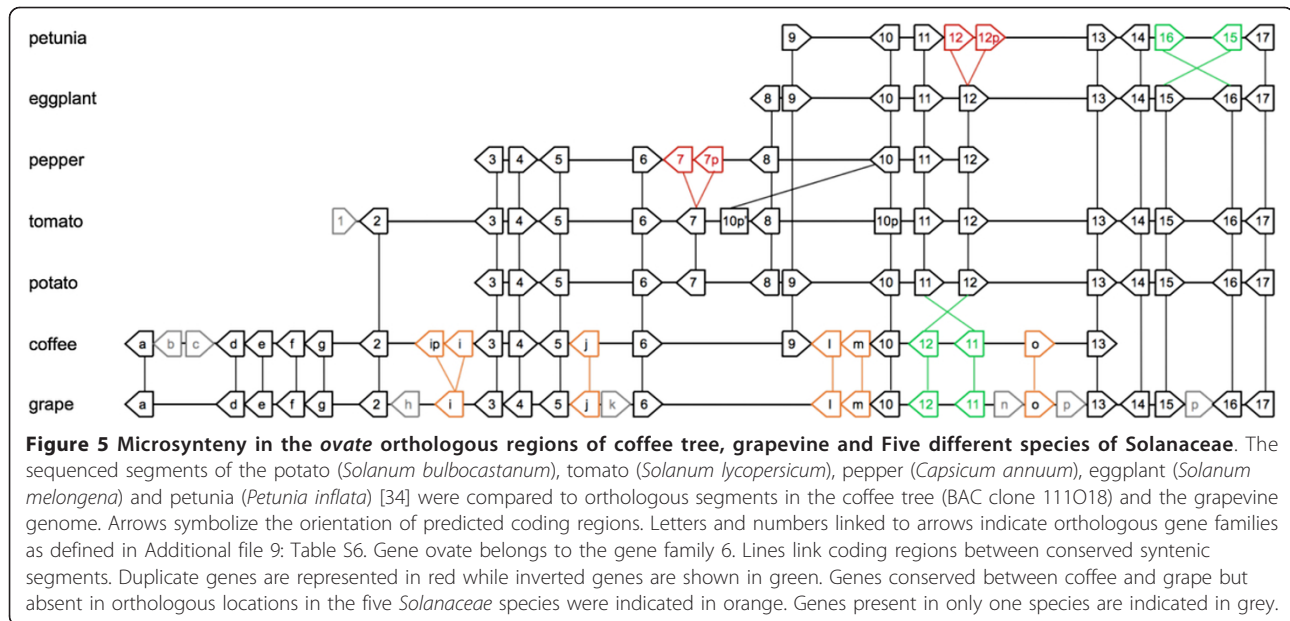 petunia 9 10 11 12 12p 13 14 16 15 17
eggplant 8 9 10 11 12 13 14 15 16 17
pepper 3 4 5 6 7 7p 8 10 11 12
tomato 1 2 3 4 5 6 7 10p' 8 10p 11 12 13 14 15 16 17
potato 3 4 5 6 7 8 9 10 11 12 13 14 15 16 17
coffee a b c d e f g 2 ip i 3 4 5 j 6 9 l m 10 12 11 o 13
grape a d e f g 2 h i 3 4 5 j k 6 l m 10 12 11 n o p 13 14 15 p 16 17
Figure 5 Microsynteny in the ovate orthologous regions of coffee tree, grapevine and Five different species of Solanaceae. The
sequenced segments of the potato (Solanum bulbocastanum), tomato (Solanum lycopersicum), pepper (Capsicum annuum), eggplant (Solanum
melongena) and petunia (Petunia inflata) [34] were compared to orthologous segments in the coffee tree (BAC clone 111O18) and the grapevine
genome. Arrows symbolize the orientation of predicted coding regions. Letters and numbers linked to arrows indicate orthologous gene families
as defined in Additional file 9: Table S6. Gene ovate belongs to the gene family 6. Lines link coding regions between conserved syntenic
segments. Duplicate genes are represented in red while inverted genes are shown in green. Genes conserved between coffee and grape but
absent in orthologous locations in the five Solanaceae species were indicated in orange. Genes present in only one species are indicated in grey.